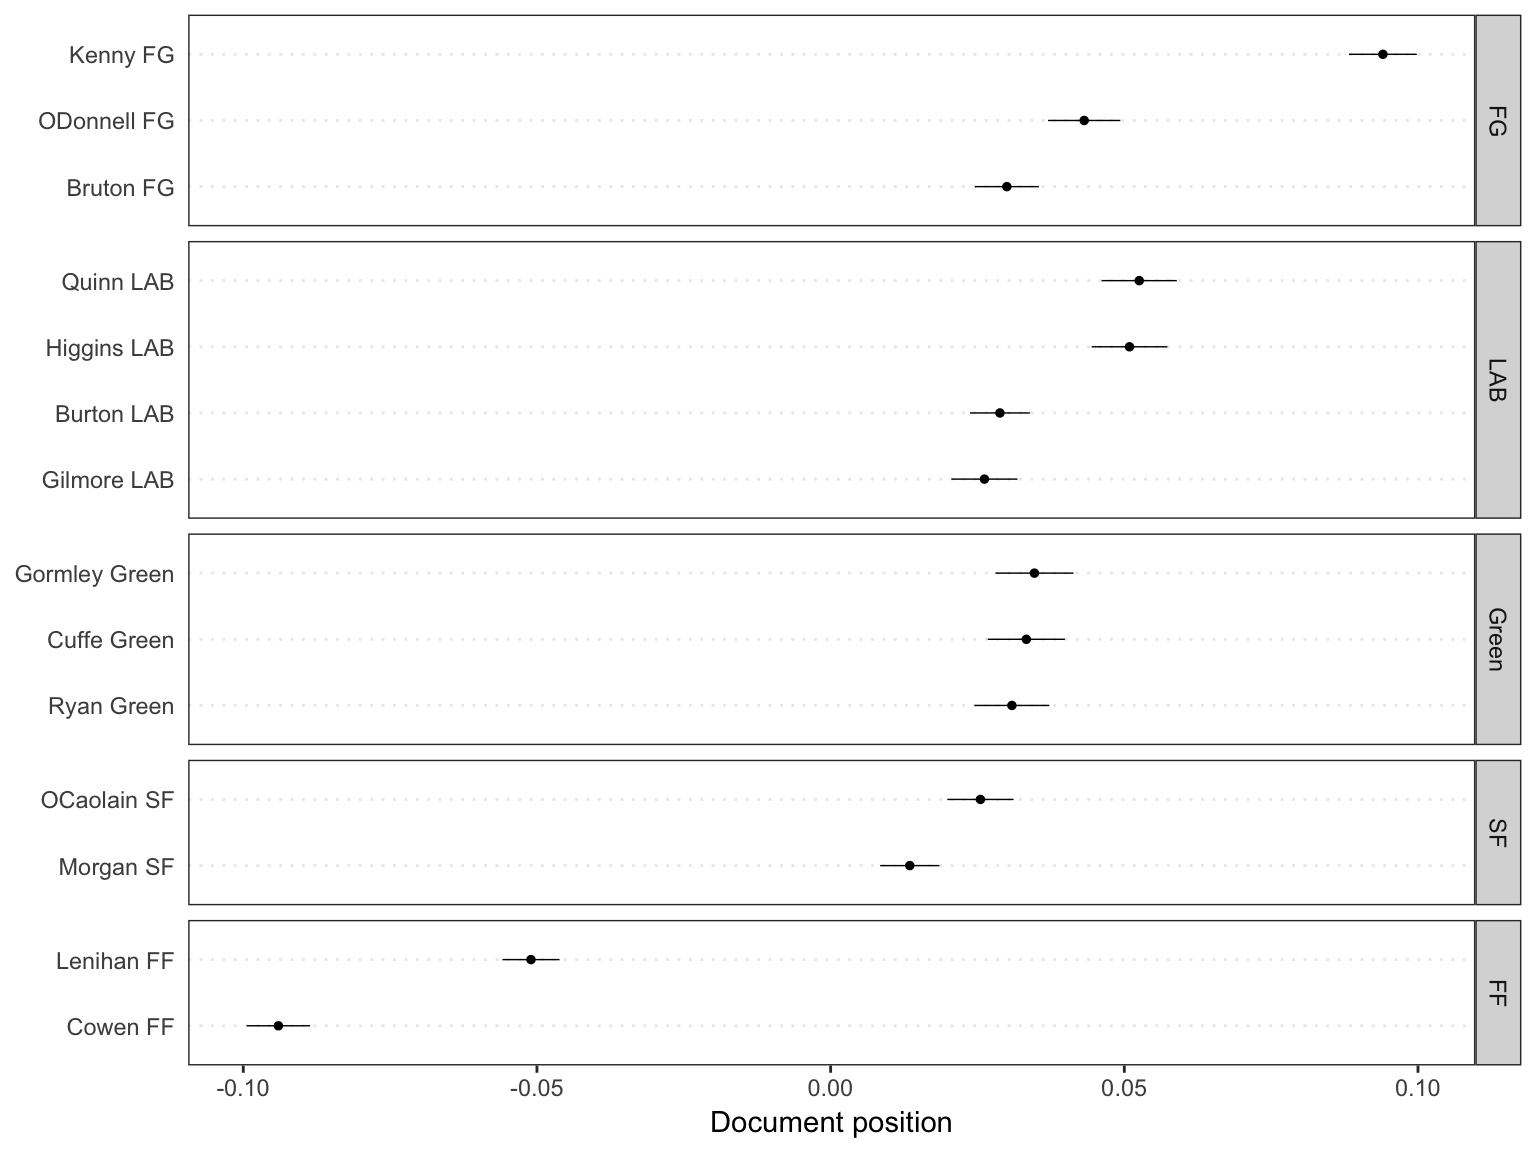 Kenny FG
ODonnell FG
Bruton FG
FG
Quinn LAB
Higgins LAB
Burton LAB
Gilmore LAB
LAB
Gormley Green
Cuffe Green
Ryan Green
Green
OCaolain SF
Morgan SF
SF
Lenihan FF
Cowen FF
FF
-0.10 -0.05 0.00 0.05 0.10
Document position